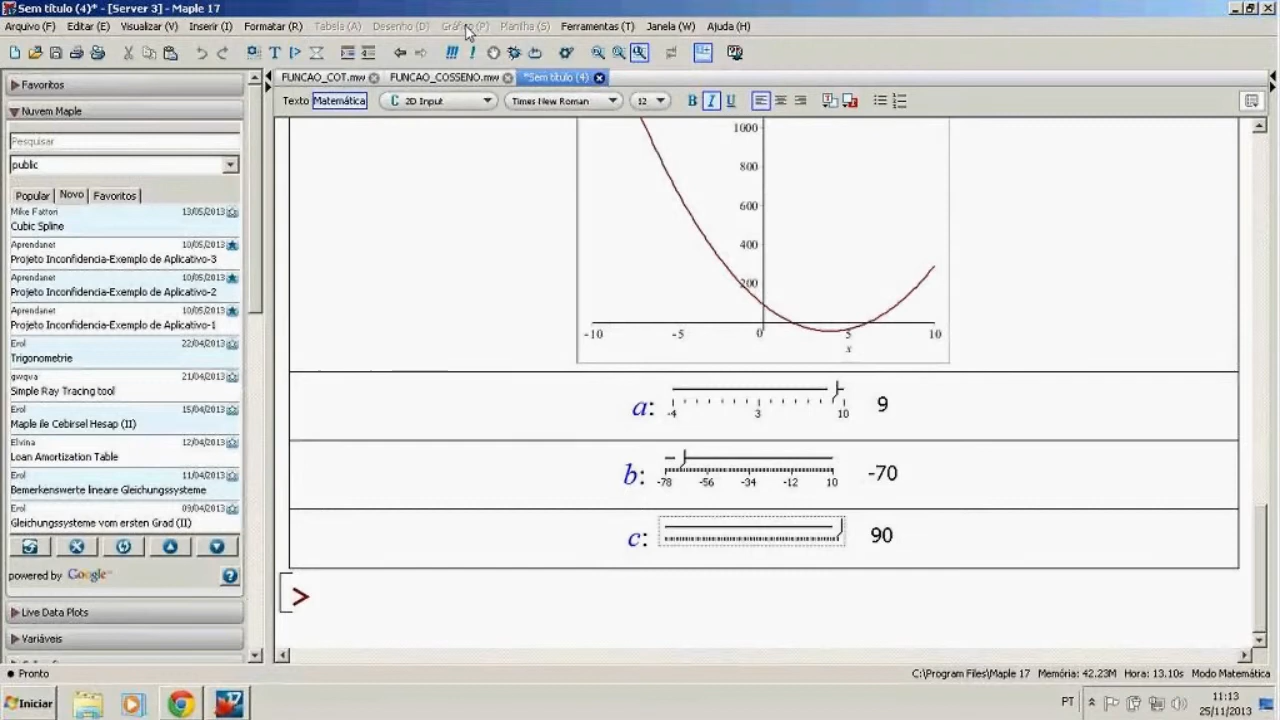 Sem título (4)* - [Server 3] - Maple 17
Arquivo (F) Editar (E) Visualizar (V) Inserir (I) Formatar (R) Tabela (A) Desenho (D) Gráfico (P) Planilha (S) Ferramentas (T) Janela (W) Ajuda (H)
FUNCAO_COT.mw FUNCAO_COSSENO.mw *Sem título (4)
Texto Matemática C 2D Input Times New Roman 12 B I U
Favoritos
Nuvem Maple
Pesquisar
public
Popular Novo Favoritos
Mike Fattori 13/05/2013
Cubic Spline
Aprendanet 10/05/2013
Projeto Inconfidencia-Exemplo de Aplicativo-3
Aprendanet 10/05/2013
Projeto Inconfidencia-Exemplo de Aplicativo-2
Aprendanet 10/05/2013
Projeto Inconfidencia-Exemplo de Aplicativo-1
Erol 22/04/2013
Trigonometrie
gwqva 21/04/2013
Simple Ray Tracing tool
Erol 15/04/2013
Maple ile Cebirsel Hesap (II)
Elvina 12/04/2013
Loan Amortization Table
Erol 11/04/2013
Bemerkenswerte lineare Gleichungssysteme
Erol 09/04/2013
Gleichungssysteme vom ersten Grad (II)
powered by Google
Live Data Plots
Variáveis
1000
800
600
400
200
-10 -5 0 5 10
x
a: -4 3 10 9
b: -78 -56 -34 -12 10 -70
c: 90
>
Pronto C:\Program Files\Maple 17 Memória: 42.23M Hora: 13.10s Modo Matemática
Iniciar PT 11:13
25/11/2013